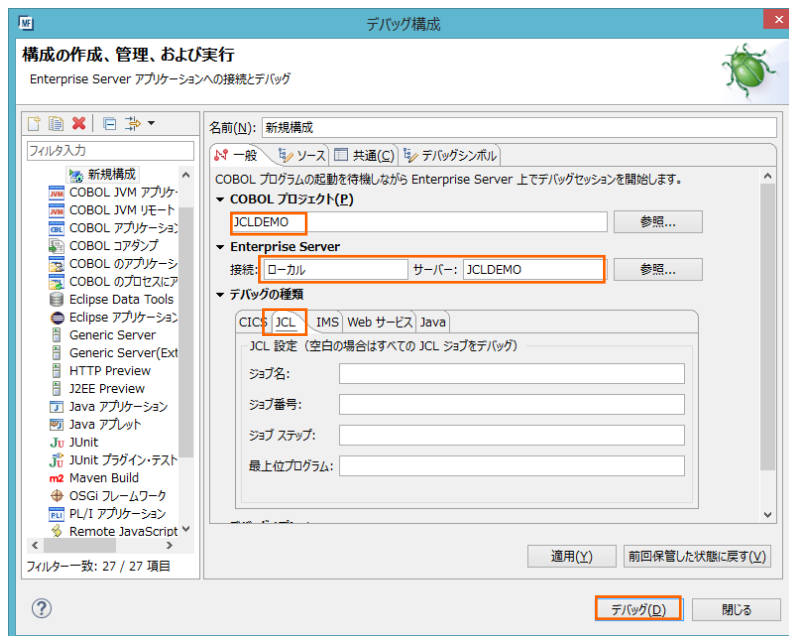 MF
デバッグ構成
構成の作成、管理、および実行
Enterprise Server アプリケーションへの接続とデバッグ
フィルタ入力
新規構成
COBOL JVM アプリケ-
COBOL JVM リモート
COBOL アプリケーショ
COBOL コアダンプ
COBOL のアプリケーシ
COBOL のプロセスにア
Eclipse Data Tools
Eclipse アプリケーショ
Generic Server
Generic Server(Ext
HTTP Preview
J2EE Preview
Java アプリケーション
Java アプレット
JUnit
JUnit プラグイン・テスト
Maven Build
OSGi フレームワーク
PL/I アプリケーション
Remote JavaScript
フィルター一致: 27 / 27 項目
名前(N): 新規構成
一般 ソース 共通(C) デバッグシンボル
COBOL プログラムの起動を待機しながら Enterprise Server 上でデバッグセッションを開始します。
COBOL プロジェクト(P)
JCLDEMO 参照...
Enterprise Server
接続: ローカル サーバー: JCLDEMO 参照...
デバッグの種類
CICS JCL IMS Web サービス Java
JCL 設定（空白の場合はすべての JCL ジョブをデバッグ）
ジョブ名:
ジョブ番号:
ジョブ ステップ:
最上位プログラム:
適用(Y) 前回保管した状態に戻す(V)
デバッグ(D) 閉じる